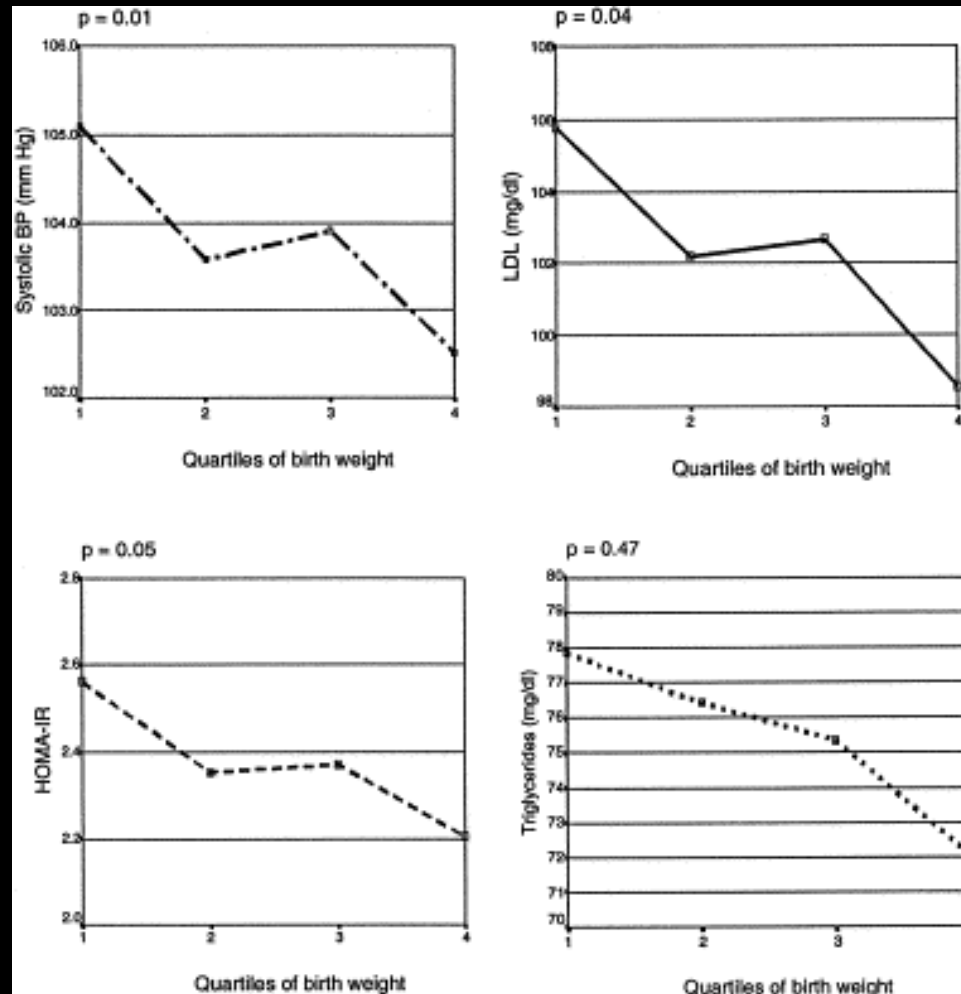 p = 0.01
106.0
105.0
104.0
103.0
102.0
Systolic BP (mm Hg)
1 2 3 4
Quartiles of birth weight
p = 0.04
108
106
104
102
100
98
LDL (mg/dl)
1 2 3 4
Quartiles of birth weight
p = 0.05
2.8
2.6
2.4
2.2
2.0
HOMA-IR
1 2 3 4
Quartiles of birth weight
p = 0.47
80
79
78
77
76
75
74
73
72
71
70
Triglycerides (mg/dl)
1 2 3
Quartiles of birth weight